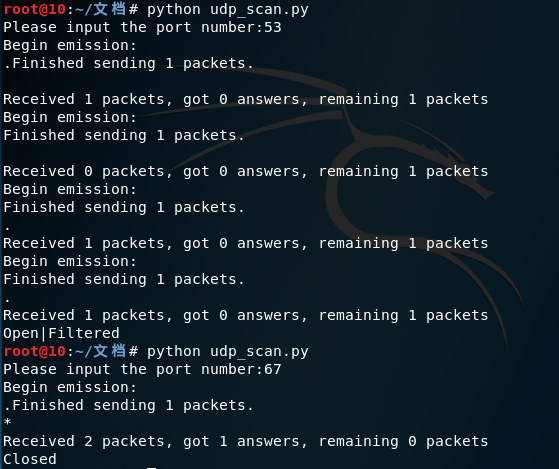 root@10:~/文档# python udp_scan.py
Please input the port number:53
Begin emission:
.Finished sending 1 packets.

Received 1 packets, got 0 answers, remaining 1 packets
Begin emission:
Finished sending 1 packets.

Received 0 packets, got 0 answers, remaining 1 packets
Begin emission:
Finished sending 1 packets.
.
Received 1 packets, got 0 answers, remaining 1 packets
Begin emission:
Finished sending 1 packets.
.
Received 1 packets, got 0 answers, remaining 1 packets
Open|Filtered
root@10:~/文档# python udp_scan.py
Please input the port number:67
Begin emission:
.Finished sending 1 packets.
*
Received 2 packets, got 1 answers, remaining 0 packets
Closed